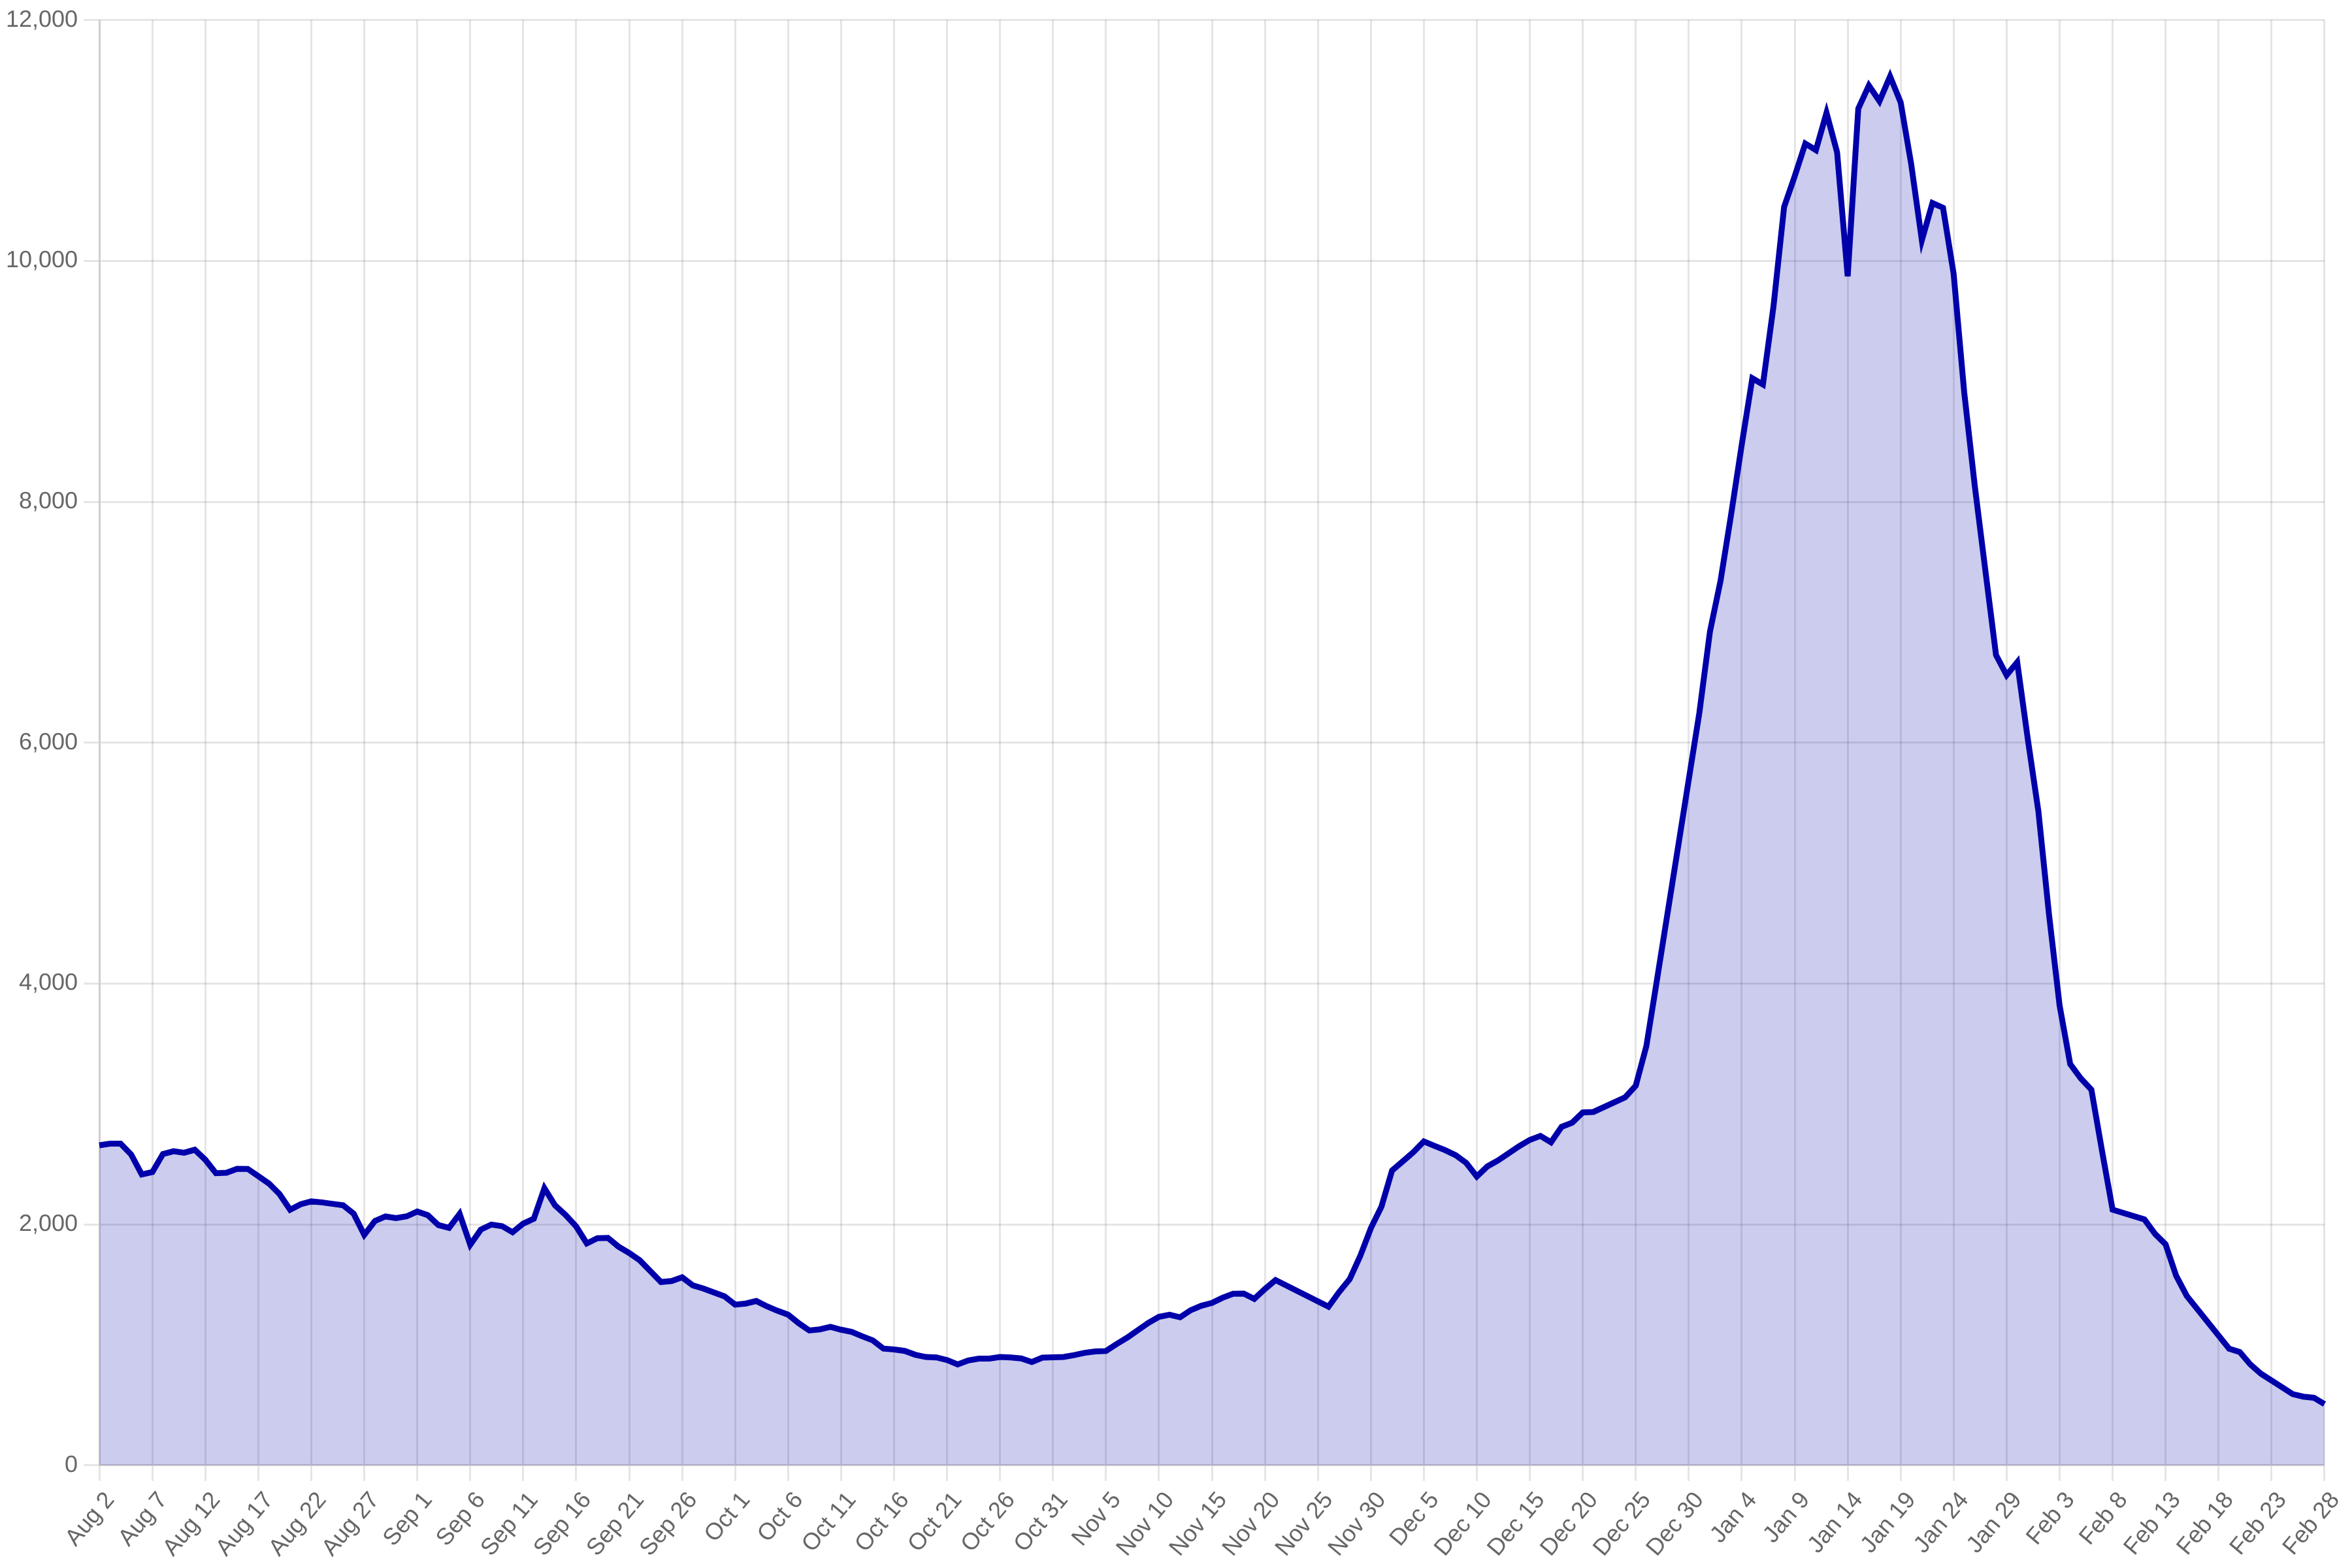 12,000
10,000
8,000
6,000
4,000
2,000
0
Aug 2
Aug 7
Aug 12
Aug 17
Aug 22
Aug 27
Sep 1
Sep 6
Sep 11
Sep 16
Sep 21
Sep 26
Oct 1
Oct 6
Oct 11
Oct 16
Oct 21
Oct 26
Oct 31
Nov 5
Nov 10
Nov 15
Nov 20
Nov 25
Nov 30
Dec 5
Dec 10
Dec 15
Dec 20
Dec 25
Dec 30
Jan 4
Jan 9
Jan 14
Jan 19
Jan 24
Jan 29
Feb 3
Feb 8
Feb 13
Feb 18
Feb 23
Feb 28